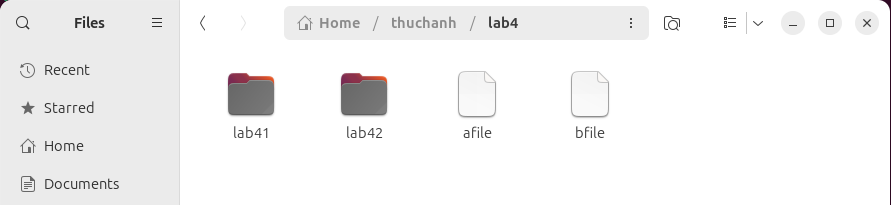 Files
Home / thuchanh / lab4
Recent
Starred
Home
Documents
lab41 lab42 afile bfile